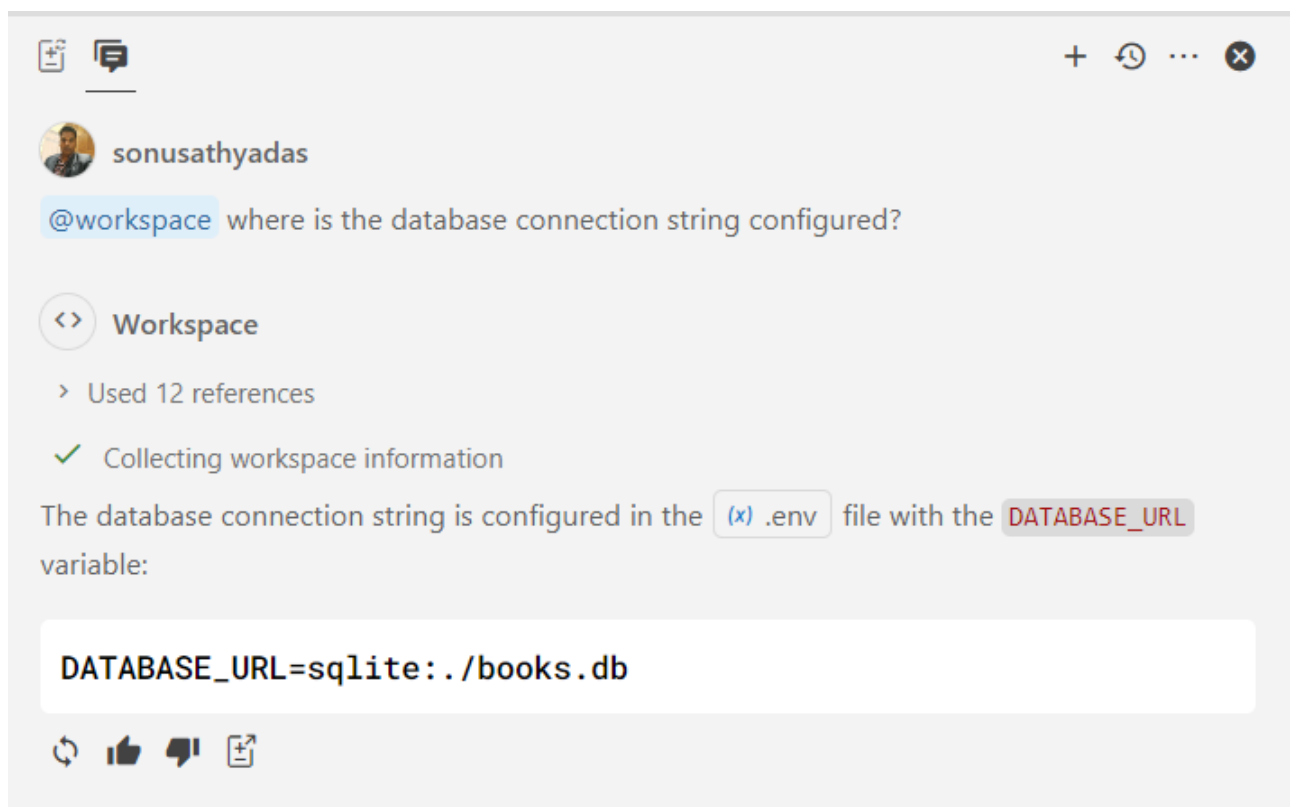 sonusathyadas
@workspace where is the database connection string configured?
Workspace
Used 12 references
Collecting workspace information
The database connection string is configured in the (x) .env file with the DATABASE_URL
variable:
DATABASE_URL=sqlite:./books.db